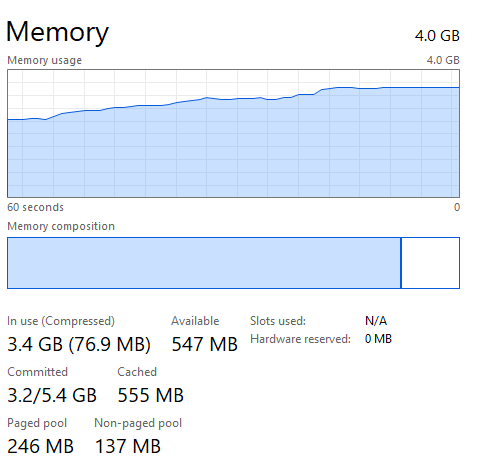 Memory 4.0 GB
Memory usage 4.0 GB
60 seconds 0
Memory composition
In use (Compressed) Available Slots used: N/A
3.4 GB (76.9 MB) 547 MB Hardware reserved: 0 MB
Committed Cached
3.2/5.4 GB 555 MB
Paged pool Non-paged pool
246 MB 137 MB